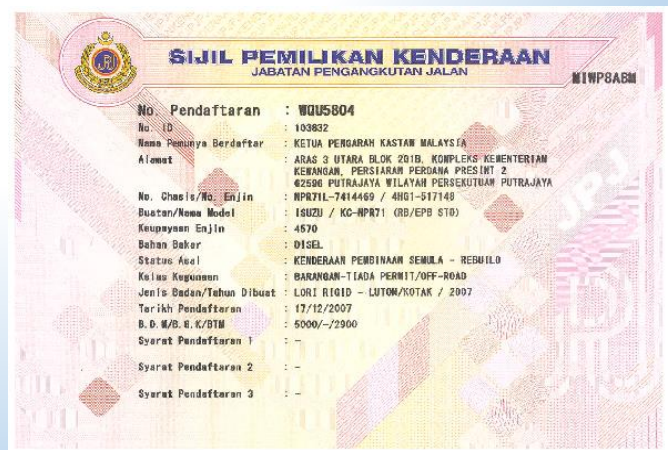 SIJIL PEMILIKAN KENDERAAN
JABATAN PENGANGKUTAN JALAN
M1WP8ABM
No. Pendaftaran : WQU5804
No. ID : 103832
Nama Pemunya Berdaftar : KETUA PENGARAH KASTAM MALAYSIA
Alamat : ARAS 3 UTARA BLOK 201B, KOMPLEKS KEMENTERIAN
KEWANGAN, PERSIARAN PERDANA PRESINT 2
62596 PUTRAJAYA WILAYAH PERSEKUTUAN PUTRAJAYA
No. Chasis/No. Enjin : NPR71L-7414469 / 4HG1-517148
Buatan/Nama Model : ISUZU / KC-NPR71 (RB/EPB STD)
Keupayaan Enjin : 4570
Bahan Bakar : DISEL
Status Asal : KENDERAAN PEMBINAAN SEMULA - REBUILD
Kelas Kegunaan : BARANGAN-TIADA PERMIT/OFF-ROAD
Jenis Badan/Tahun Dibuat : LORI RIGID - LUTON/KOTAK / 2007
Tarikh Pendaftaran : 17/12/2007
B.D.M/B.G.K/BTM : 5000/-/2900
Syarat Pendaftaran 1 : -
Syarat Pendaftaran 2 : -
Syarat Pendaftaran 3 : -
JPJ